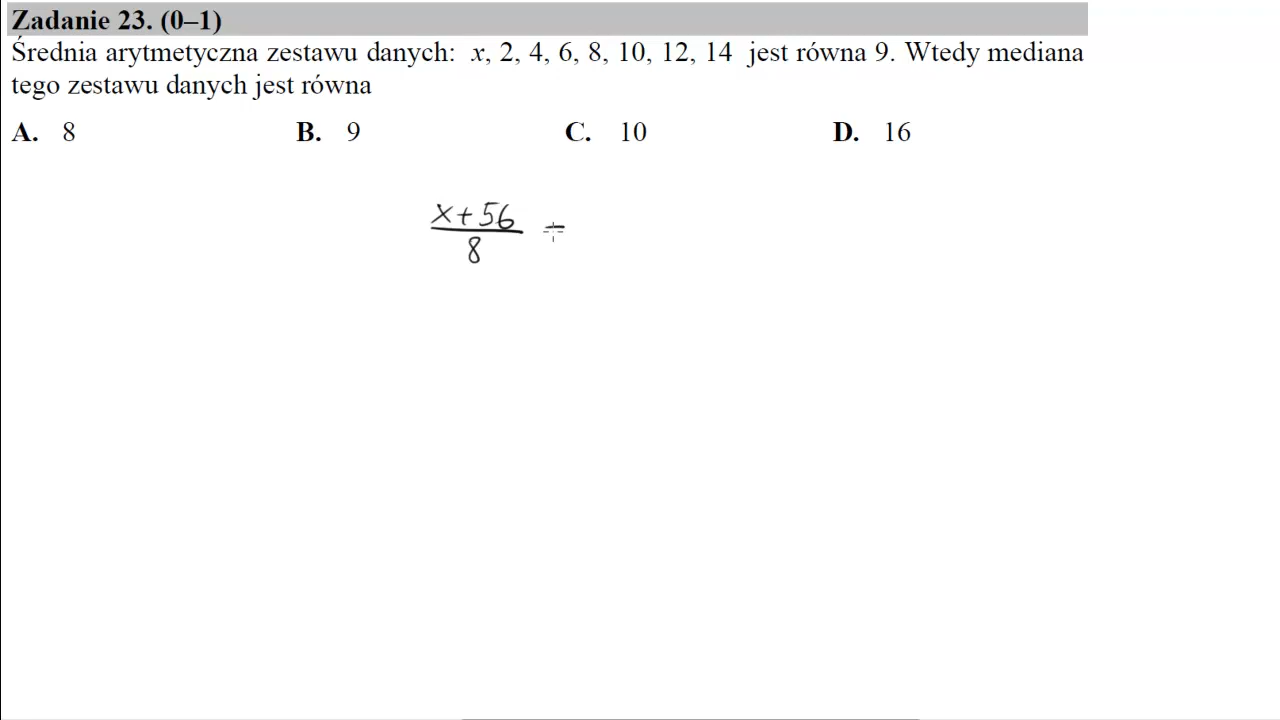 Zadanie 23. (0–1)
Średnia arytmetyczna zestawu danych: x, 2, 4, 6, 8, 10, 12, 14 jest równa 9. Wtedy mediana
tego zestawu danych jest równa
A. 8 B. 9 C. 10 D. 16
x + 56
8 =